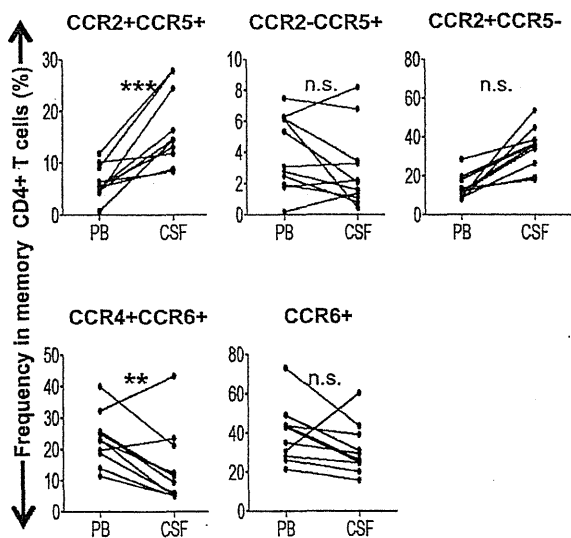 CCR2+CCR5+
CCR2-CCR5+
CCR2+CCR5-
Frequency in memory CD4+ T cells (%)
30
20
10
0
***
PB
CSF
10
8
6
4
2
0
n.s.
PB
CSF
80
60
40
20
0
n.s.
PB
CSF
CCR4+CCR6+
CCR6+
50
40
30
20
10
0
**
PB
CSF
80
60
40
20
0
n.s.
PB
CSF